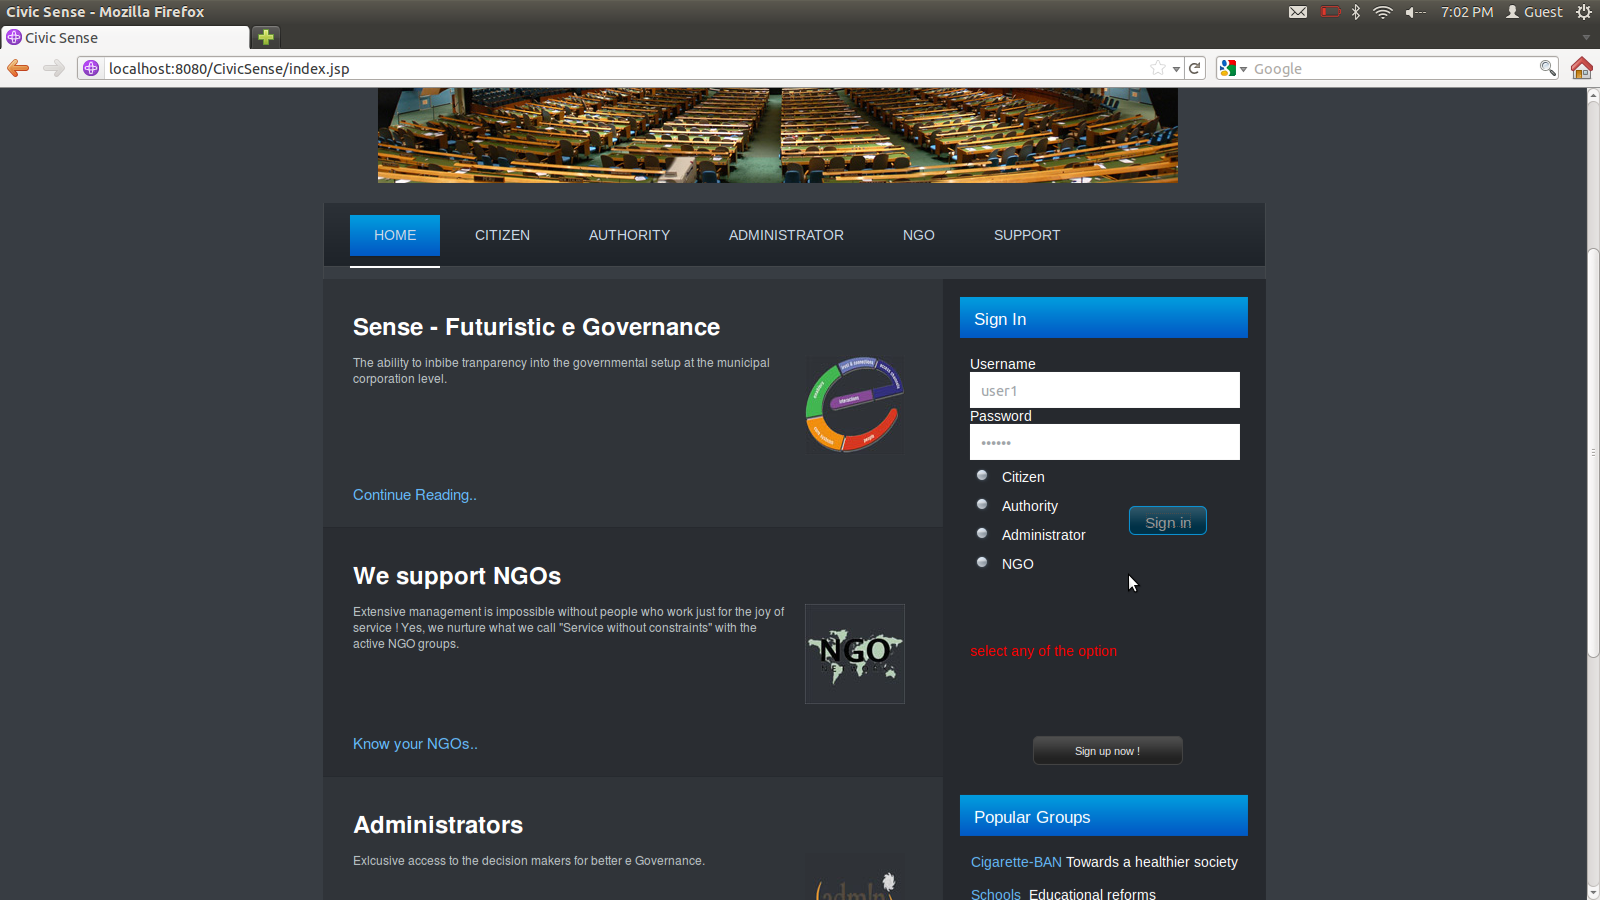 Civic Sense - Mozilla Firefox
7:02 PM Guest
Civic Sense
localhost:8080/CivicSense/index.jsp
Google
HOME CITIZEN AUTHORITY ADMINISTRATOR NGO SUPPORT
Sense - Futuristic e Governance
The ability to inbibe tranparency into the governmental setup at the municipal
corporation level.
interactions
people
Continue Reading..
We support NGOs
Extensive management is impossible without people who work just for the joy of
service ! Yes, we nurture what we call "Service without constraints" with the
active NGO groups.
NGO
Know your NGOs..
Administrators
Exlcusive access to the decision makers for better e Governance.
admin
Sign In
Username
user1
Password
••••••
Citizen
Authority
Administrator
NGO
Sign in
select any of the option
Sign up now !
Popular Groups
Cigarette-BAN Towards a healthier society
Schools Educational reforms